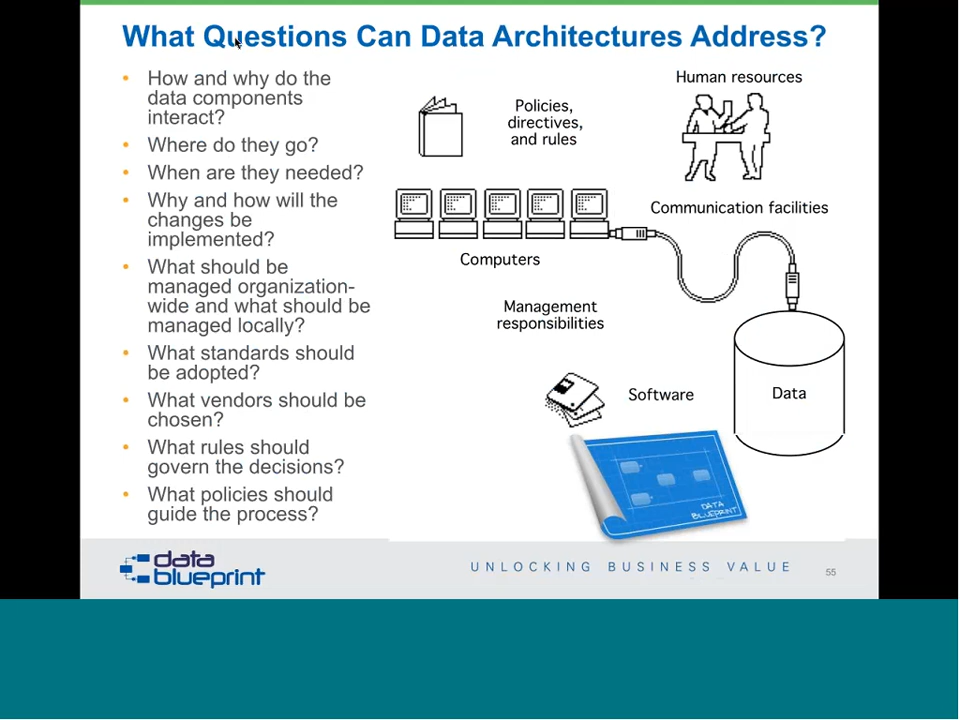 What Questions Can Data Architectures Address?
• How and why do the
data components
interact?
• Where do they go?
• When are they needed?
• Why and how will the
changes be
implemented?
• What should be
managed organization-
wide and what should be
managed locally?
• What standards should
be adopted?
• What vendors should be
chosen?
• What rules should
govern the decisions?
• What policies should
guide the process?
Policies,
directives,
and rules
Human resources
Communication facilities
Computers
Management
responsibilities
Software
Data
DATA
BLUEPRINT
data
blueprint
UNLOCKING BUSINESS VALUE
55